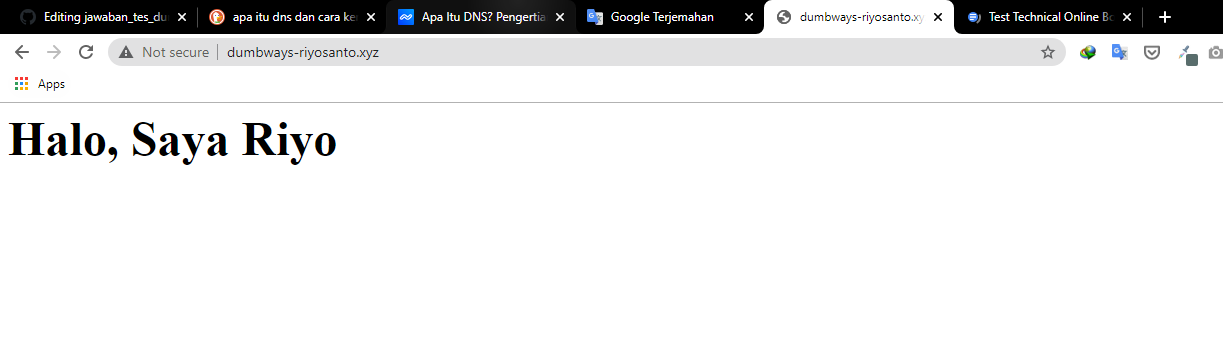 Editing jawaban_tes_du
apa itu dns dan cara ke
Apa Itu DNS? Pengertia
Google Terjemahan
dumbways-riyosanto.xy
Test Technical Online Bo
Not secure | dumbways-riyosanto.xyz
Apps
Halo, Saya Riyo